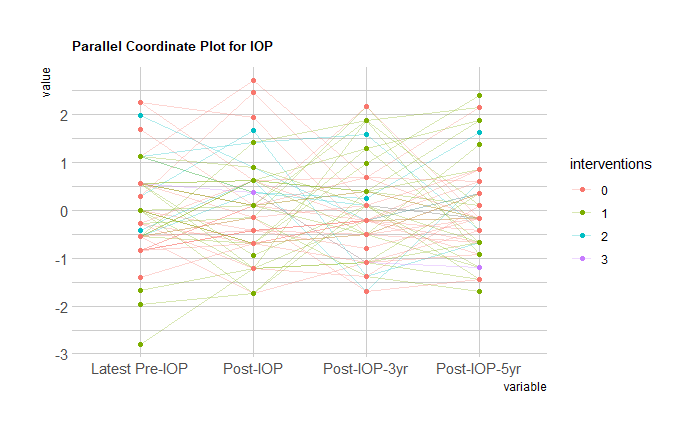 Parallel Coordinate Plot for IOP
value
2
1
0
-1
-2
-3
Latest Pre-IOP Post-IOP Post-IOP-3yr Post-IOP-5yr
variable
interventions
0
1
2
3